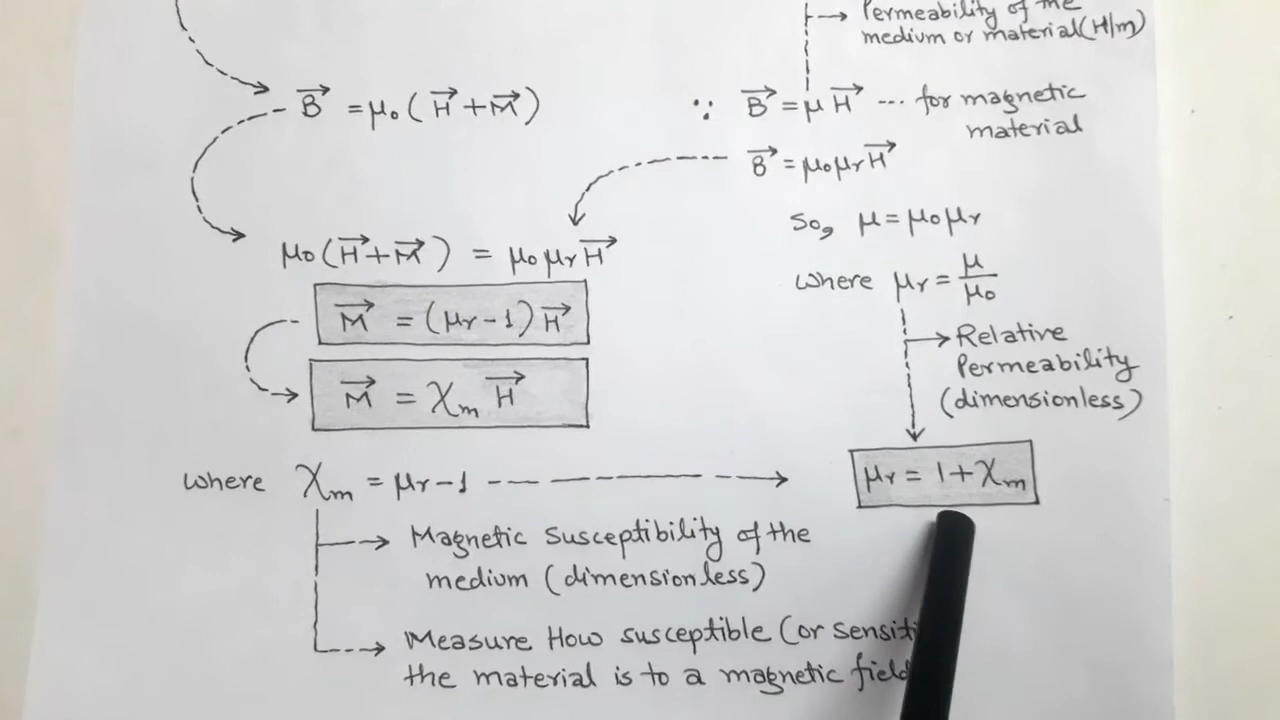 Permeability of the
medium or material (H/m)
B⃗ = μ₀(H⃗+M⃗)
∵ B⃗ = μH⃗ ... for magnetic
material
B⃗ = μ₀μrH⃗
So, μ = μ₀μr
μ₀(H⃗+M⃗) = μ₀μrH⃗
where μr = μ/μ₀
M⃗ = (μr-1)H⃗
Relative
Permeability
(dimensionless)
M⃗ = χm H⃗
where χm = μr-1
μr = 1+χm
Magnetic susceptibility of the
medium (dimensionless)
Measure How susceptible (or sensiti
the material is to a magnetic field